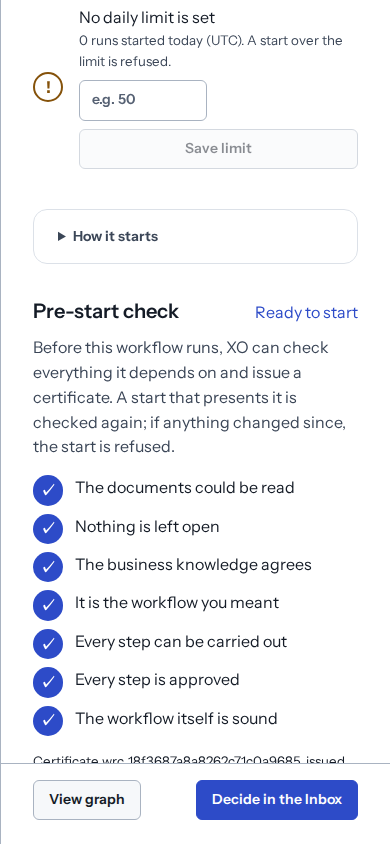 No daily limit is set
0 runs started today (UTC). A start over the
limit is refused.
!
e.g. 50
Save limit
How it starts
Pre-start check
Ready to start
Before this workflow runs, XO can check
everything it depends on and issue a
certificate. A start that presents it is
checked again; if anything changed since,
the start is refused.
The documents could be read
Nothing is left open
The business knowledge agrees
It is the workflow you meant
Every step can be carried out
Every step is approved
The workflow itself is sound
Certificate wrc_18f3687a8a8262c71c0a9685, issued
View graph
Decide in the Inbox